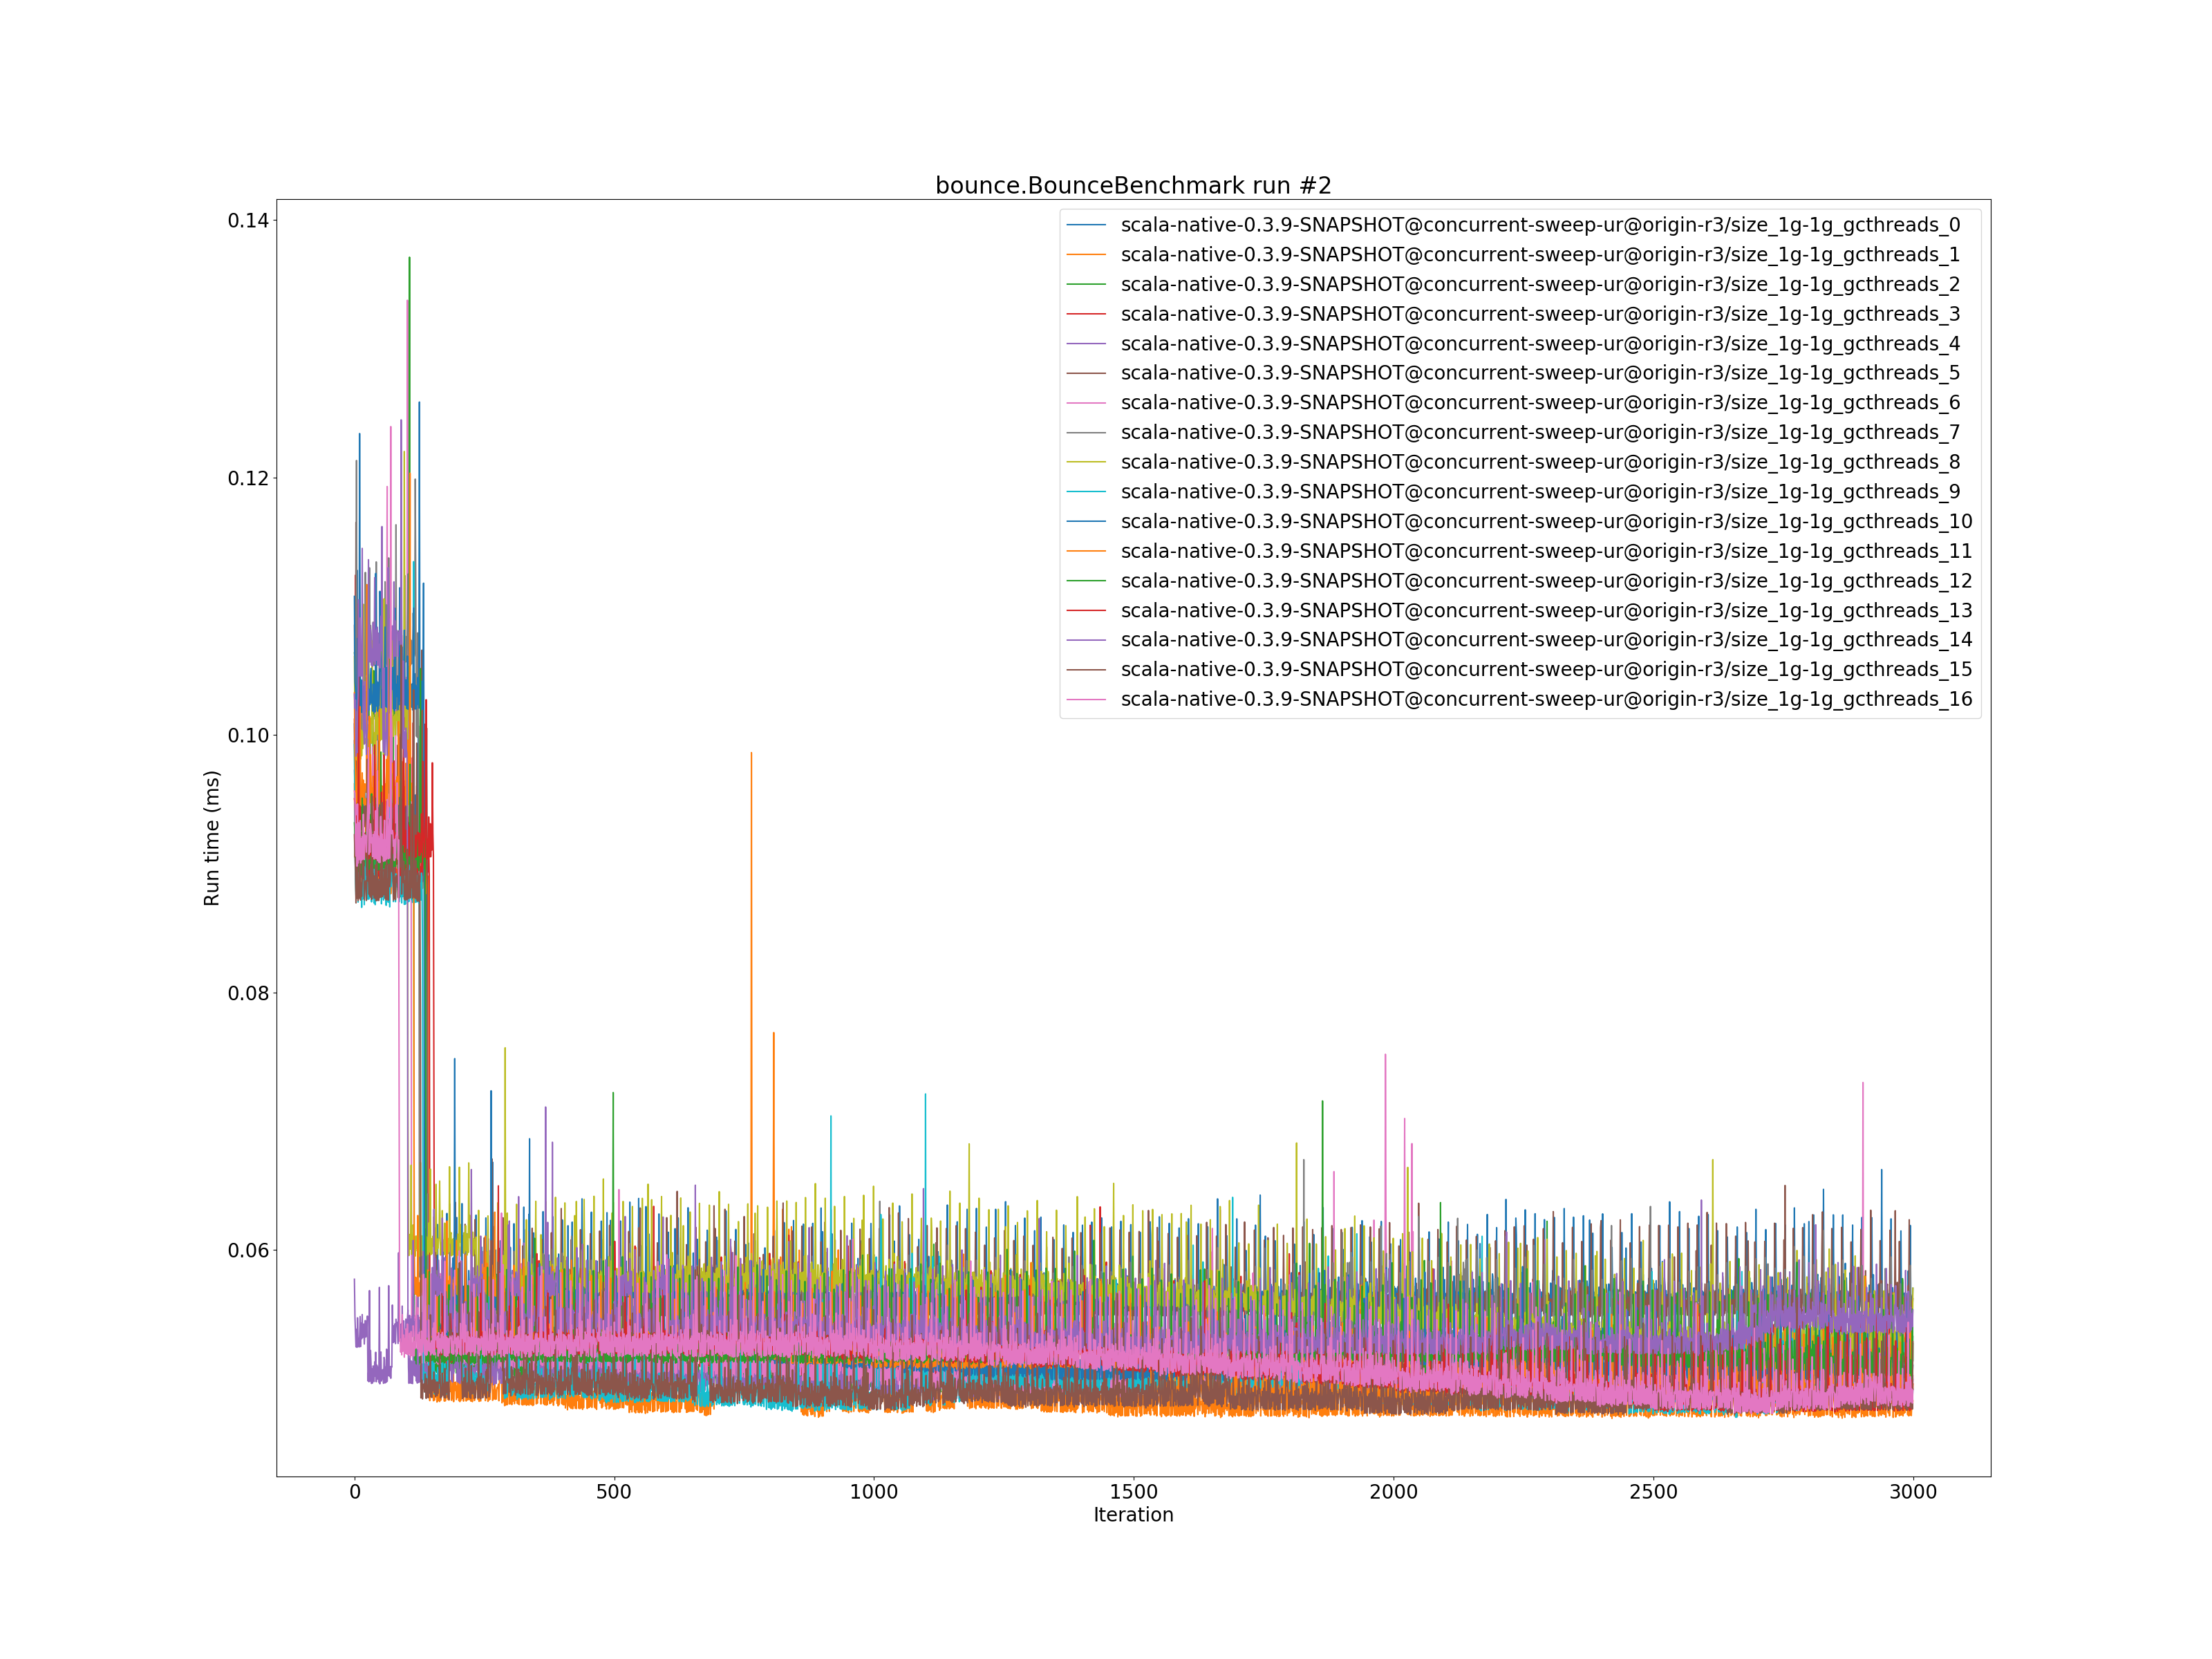 bounce.BounceBenchmark run #2
0.14
0.12
0.10
0.08
0.06
Run time (ms)
scala-native-0.3.9-SNAPSHOT@concurrent-sweep-ur@origin-r3/size_1g-1g_gcthreads_0
scala-native-0.3.9-SNAPSHOT@concurrent-sweep-ur@origin-r3/size_1g-1g_gcthreads_1
scala-native-0.3.9-SNAPSHOT@concurrent-sweep-ur@origin-r3/size_1g-1g_gcthreads_2
scala-native-0.3.9-SNAPSHOT@concurrent-sweep-ur@origin-r3/size_1g-1g_gcthreads_3
scala-native-0.3.9-SNAPSHOT@concurrent-sweep-ur@origin-r3/size_1g-1g_gcthreads_4
scala-native-0.3.9-SNAPSHOT@concurrent-sweep-ur@origin-r3/size_1g-1g_gcthreads_5
scala-native-0.3.9-SNAPSHOT@concurrent-sweep-ur@origin-r3/size_1g-1g_gcthreads_6
scala-native-0.3.9-SNAPSHOT@concurrent-sweep-ur@origin-r3/size_1g-1g_gcthreads_7
scala-native-0.3.9-SNAPSHOT@concurrent-sweep-ur@origin-r3/size_1g-1g_gcthreads_8
scala-native-0.3.9-SNAPSHOT@concurrent-sweep-ur@origin-r3/size_1g-1g_gcthreads_9
scala-native-0.3.9-SNAPSHOT@concurrent-sweep-ur@origin-r3/size_1g-1g_gcthreads_10
scala-native-0.3.9-SNAPSHOT@concurrent-sweep-ur@origin-r3/size_1g-1g_gcthreads_11
scala-native-0.3.9-SNAPSHOT@concurrent-sweep-ur@origin-r3/size_1g-1g_gcthreads_12
scala-native-0.3.9-SNAPSHOT@concurrent-sweep-ur@origin-r3/size_1g-1g_gcthreads_13
scala-native-0.3.9-SNAPSHOT@concurrent-sweep-ur@origin-r3/size_1g-1g_gcthreads_14
scala-native-0.3.9-SNAPSHOT@concurrent-sweep-ur@origin-r3/size_1g-1g_gcthreads_15
scala-native-0.3.9-SNAPSHOT@concurrent-sweep-ur@origin-r3/size_1g-1g_gcthreads_16
0 500 1000 1500 2000 2500 3000
Iteration